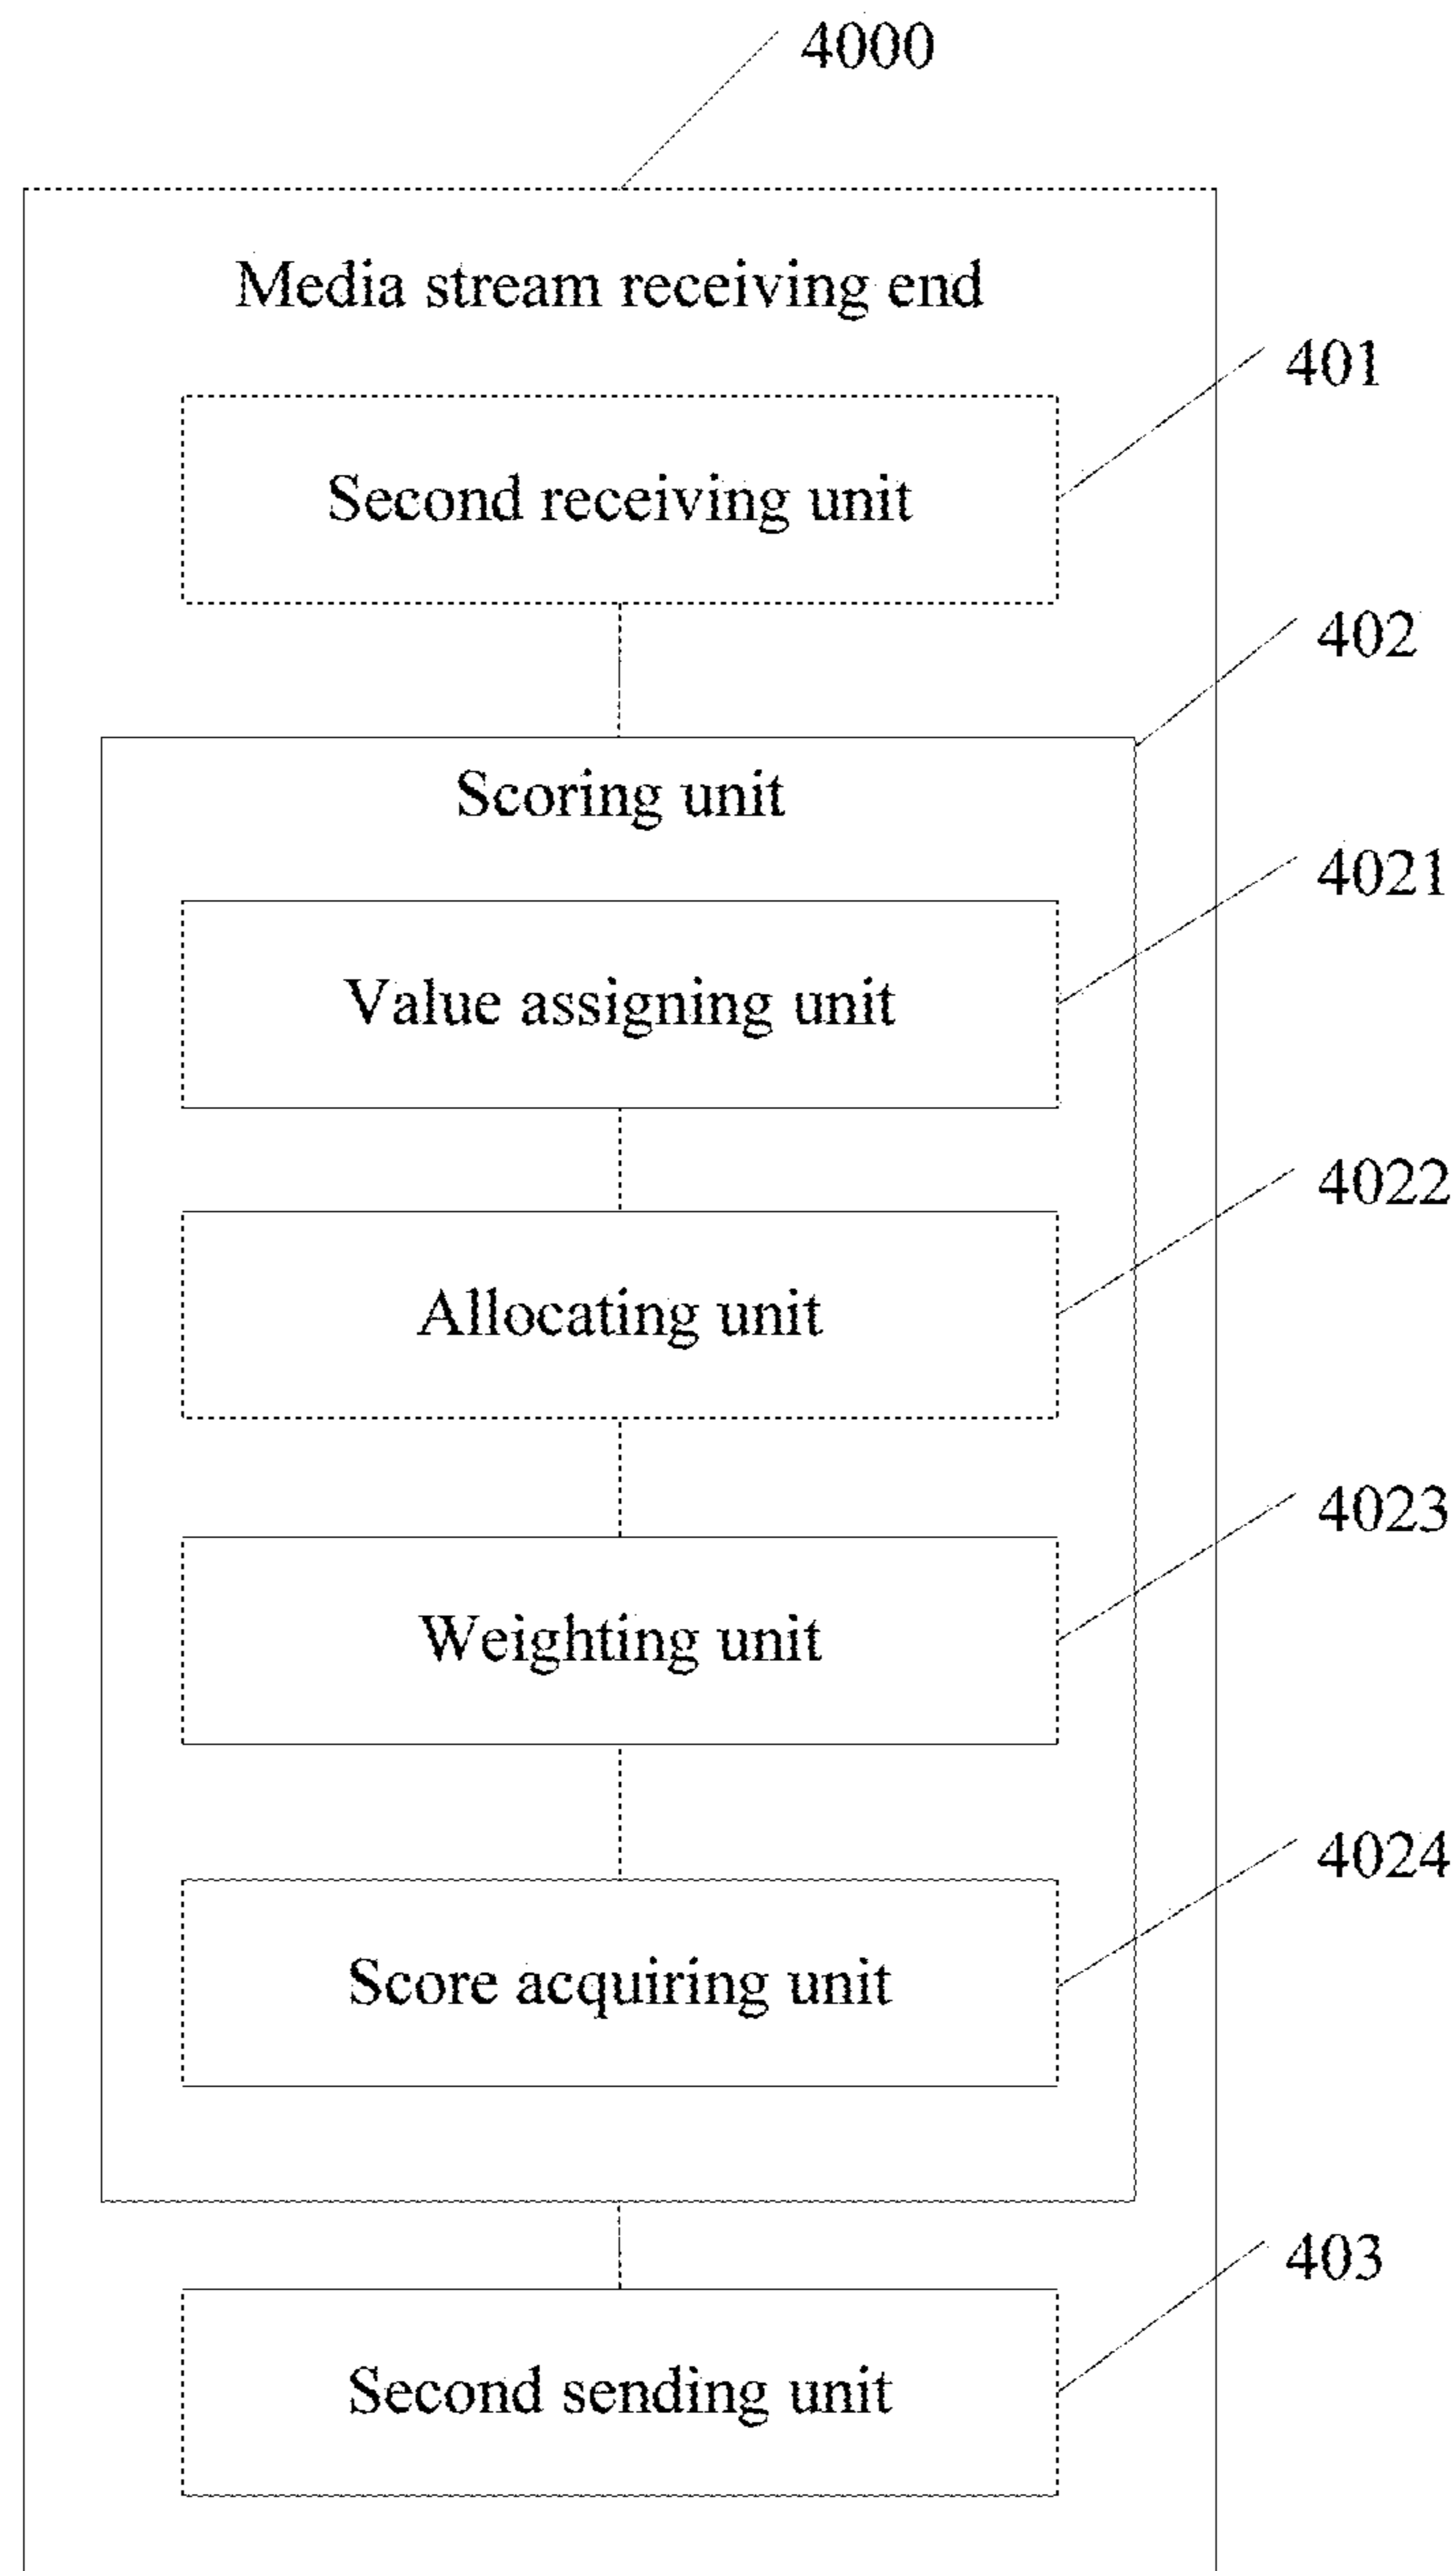 4000
Media stream receiving end
401
Second receiving unit
402
Scoring unit
4021
Value assigning unit
4022
Allocating unit
4023
Weighting unit
4024
Score acquiring unit
403
Second sending unit